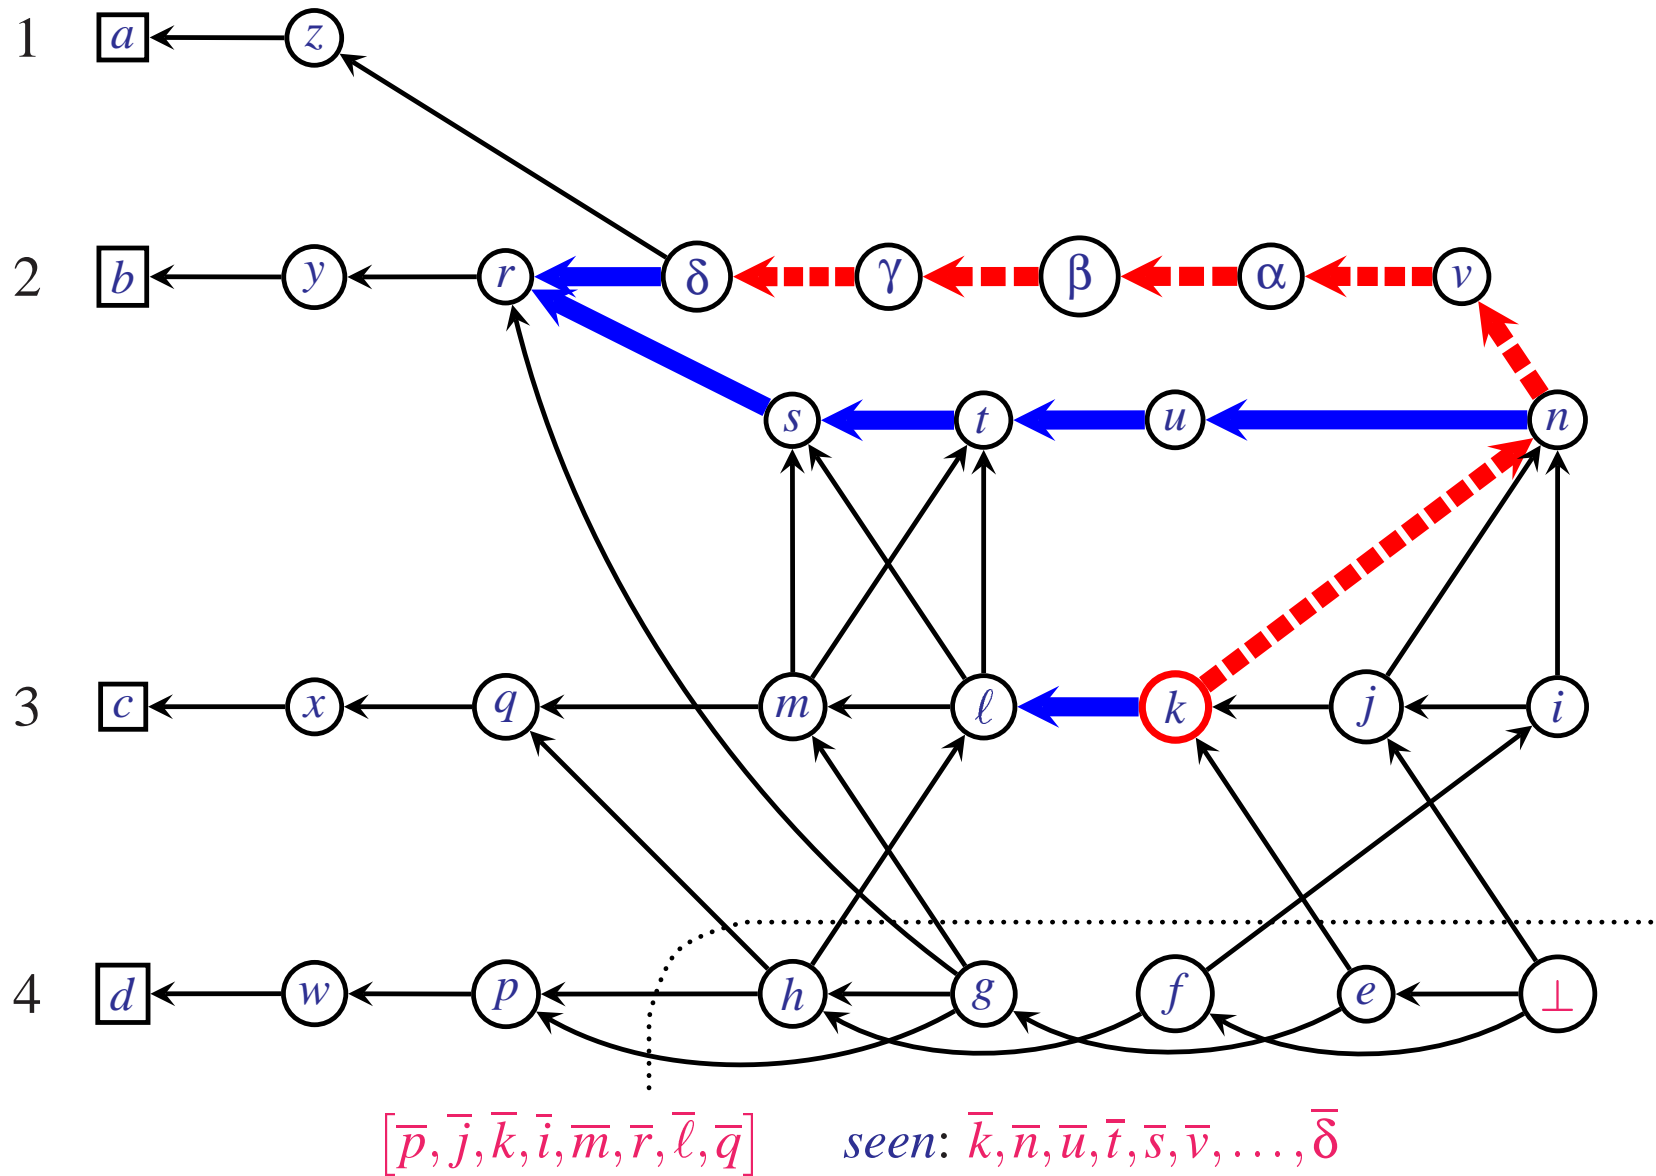 1 a z
2 b y r δ γ β α v
s t u n
3 c x q m ℓ k j i
4 d w p h g f e ⊥
[p̅, j̅, k̅, i̅, m̅, r̅, ℓ̅, q̅] seen: k̅, n̅, u̅, t̅, s̅, v̅, …, δ̅